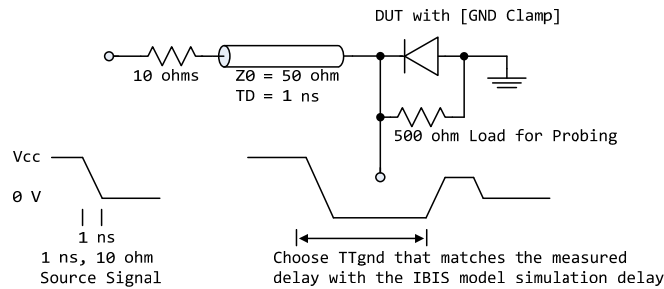 DUT with [GND Clamp]
10 ohms
Z0 = 50 ohm
TD = 1 ns
500 ohm Load for Probing
Vcc
0 V
1 ns
1 ns, 10 ohm
Source Signal
Choose TTgnd that matches the measured
delay with the IBIS model simulation delay